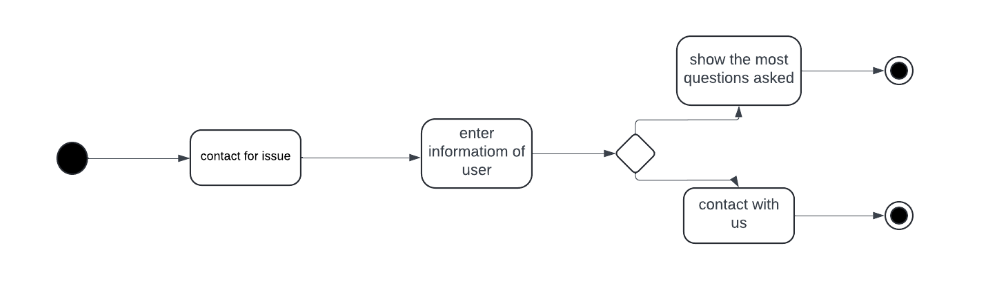 contact for issue
enter
informatiom of
user
show the most
questions asked
contact with
us